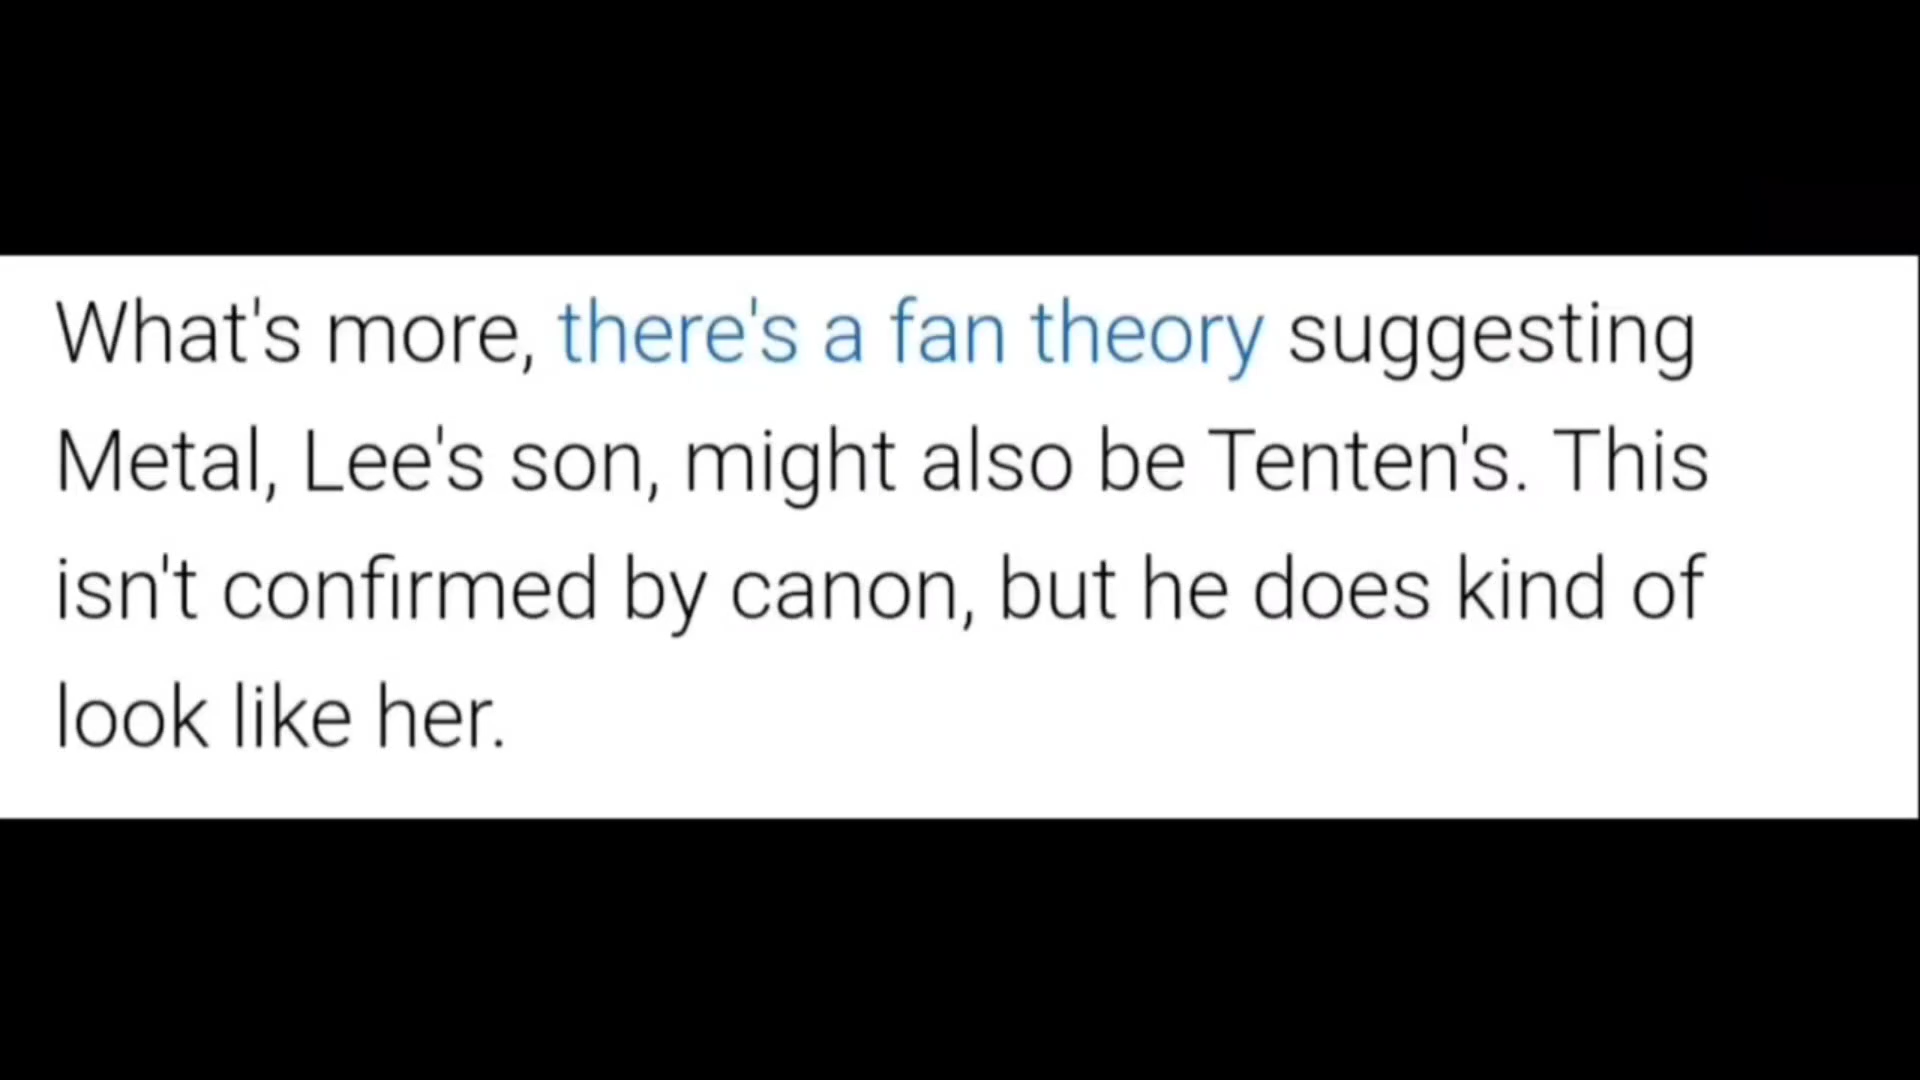 What's more, there's a fan theory suggesting
Metal, Lee's son, might also be Tenten's. This
isn't confirmed by canon, but he does kind of
look like her.